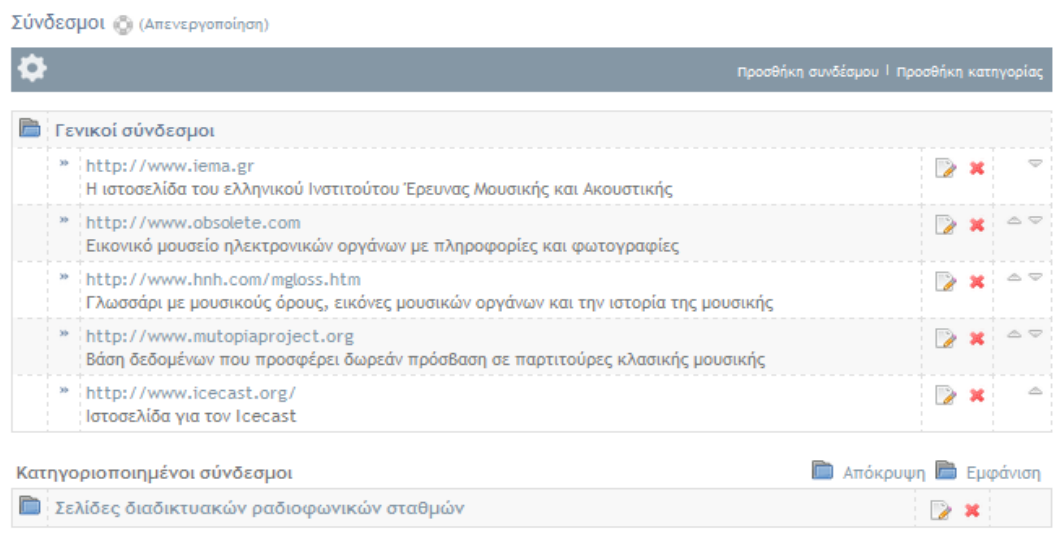 Σύνδεσμοι (Απενεργοποίηση)
Προσθήκη συνδέσμου | Προσθήκη κατηγορίας
Γενικοί σύνδεσμοι
» http://www.iema.gr
Η ιστοσελίδα του ελληνικού Ινστιτούτου Έρευνας Μουσικής και Ακουστικής
» http://www.obsolete.com
Εικονικό μουσείο ηλεκτρονικών οργάνων με πληροφορίες και φωτογραφίες
» http://www.hnh.com/mgloss.htm
Γλωσσάρι με μουσικούς όρους, εικόνες μουσικών οργάνων και την ιστορία της μουσικής
» http://www.mutopiaproject.org
Βάση δεδομένων που προσφέρει δωρεάν πρόσβαση σε παρτιτούρες κλασικής μουσικής
» http://www.icecast.org/
Ιστοσελίδα για τον Icecast
Κατηγοριοποιημένοι σύνδεσμοι Απόκρυψη Εμφάνιση
Σελίδες διαδικτυακών ραδιοφωνικών σταθμών